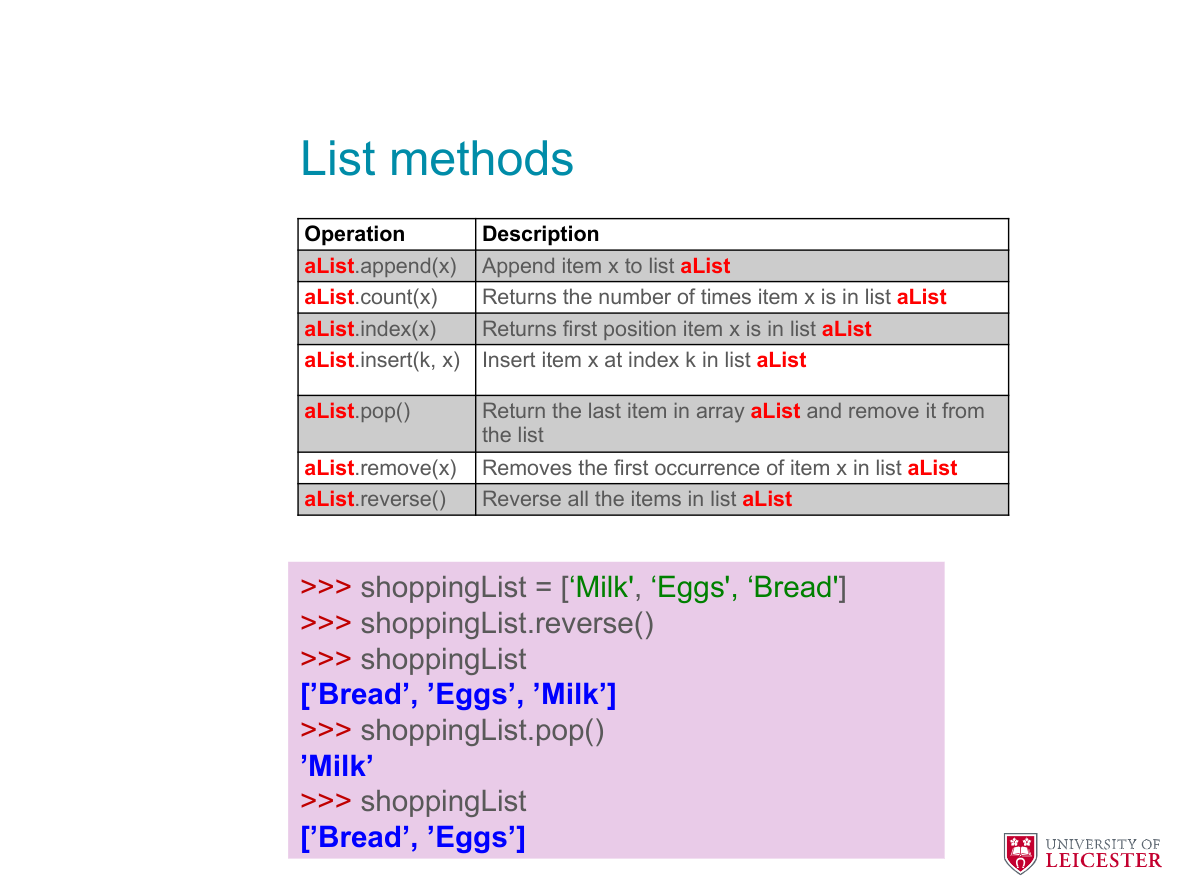 List methods
Operation Description
aList.append(x) Append item x to list aList
aList.count(x) Returns the number of times item x is in list aList
aList.index(x) Returns first position item x is in list aList
aList.insert(k, x) Insert item x at index k in list aList
aList.pop() Return the last item in array aList and remove it from
the list
aList.remove(x) Removes the first occurrence of item x in list aList
aList.reverse() Reverse all the items in list aList
>>> shoppingList = [‘Milk', ‘Eggs', ‘Bread']
>>> shoppingList.reverse()
>>> shoppingList
[’Bread’, ’Eggs’, ’Milk’]
>>> shoppingList.pop()
’Milk’
>>> shoppingList
[’Bread’, ’Eggs’]
UNIVERSITY OF
LEICESTER